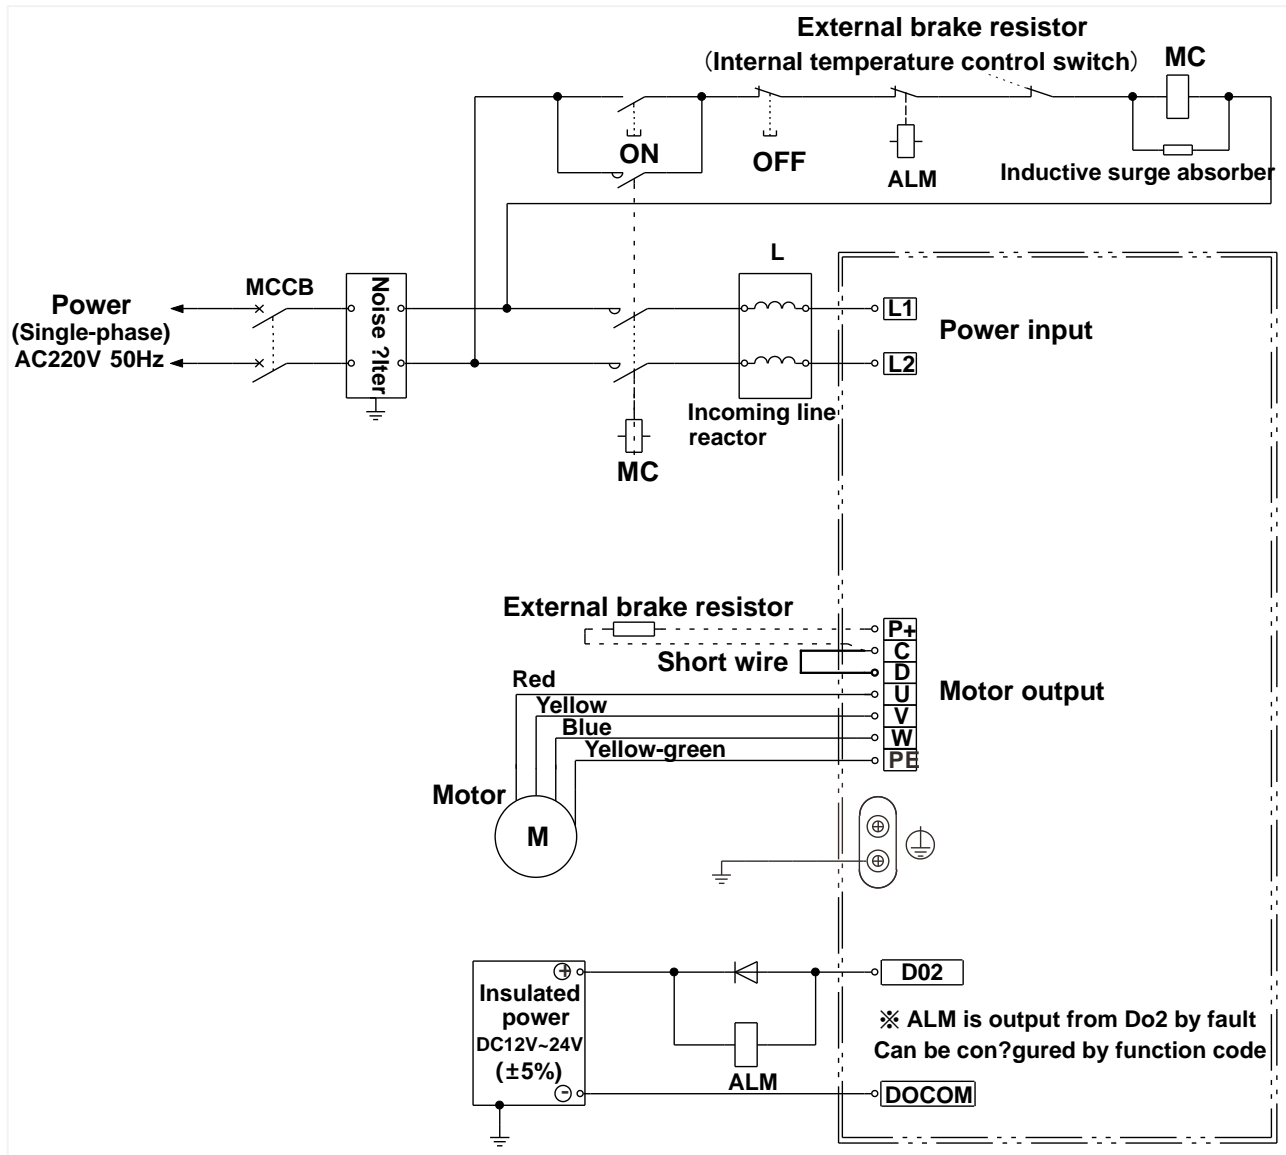 External brake resistor
（Internal temperature control switch）
MC
ON
OFF
ALM
Inductive surge absorber
L
MCCB
Noise ?lter
Power
(Single-phase)
AC220V 50Hz
L1
Power input
L2
Incoming line
reactor
MC
External brake resistor
P+
C
Short wire
D
Red
U
Motor output
Yellow
V
Blue
W
Yellow-green
PE
Motor
M
D02
Insulated
power
DC12V~24V
(±5%)
+
-
ALM
※ ALM is output from Do2 by fault
Can be con?gured by function code
DOCOM